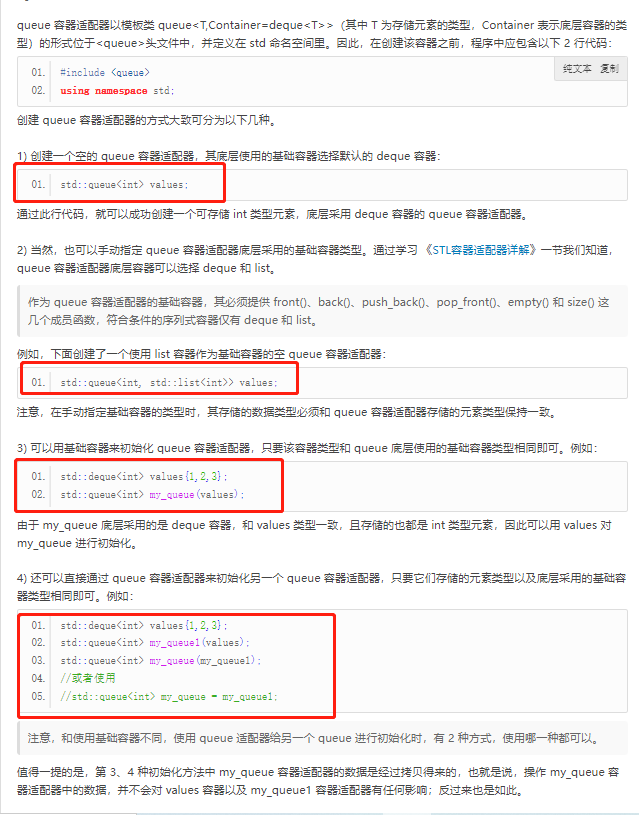 queue 容器适配器以模板类 queue<T,Container=deque<T>>（其中 T 为存储元素的类型，Container 表示底层容器的类
型）的形式位于<queue>头文件中，并定义在 std 命名空间里。因此，在创建该容器之前，程序中应包含以下 2 行代码：
纯文本 复制
01. #include <queue>
02. using namespace std;
创建 queue 容器适配器的方式大致可分为以下几种。
1) 创建一个空的 queue 容器适配器，其底层使用的基础容器选择默认的 deque 容器：
01. std::queue<int> values;
通过此行代码，就可以成功创建一个可存储 int 类型元素，底层采用 deque 容器的 queue 容器适配器。
2) 当然，也可以手动指定 queue 容器适配器底层采用的基础容器类型。通过学习 《STL容器适配器详解》一节我们知道，
queue 容器适配器底层容器可以选择 deque 和 list。
作为 queue 容器适配器的基础容器，其必须提供 front()、back()、push_back()、pop_front()、empty() 和 size() 这
几个成员函数，符合条件的序列式容器仅有 deque 和 list。
例如，下面创建了一个使用 list 容器作为基础容器的空 queue 容器适配器：
01. std::queue<int, std::list<int>> values;
注意，在手动指定基础容器的类型时，其存储的数据类型必须和 queue 容器适配器存储的元素类型保持一致。
3) 可以用基础容器来初始化 queue 容器适配器，只要该容器类型和 queue 底层使用的基础容器类型相同即可。例如：
01. std::deque<int> values{1,2,3};
02. std::queue<int> my_queue(values);
由于 my_queue 底层采用的是 deque 容器，和 values 类型一致，且存储的也都是 int 类型元素，因此可以用 values 对
my_queue 进行初始化。
4) 还可以直接通过 queue 容器适配器来初始化另一个 queue 容器适配器，只要它们存储的元素类型以及底层采用的基础容
器类型相同即可。例如：
01. std::deque<int> values{1,2,3};
02. std::queue<int> my_queue1(values);
03. std::queue<int> my_queue(my_queue1);
04. //或者使用
05. //std::queue<int> my_queue = my_queue1;
注意，和使用基础容器不同，使用 queue 适配器给另一个 queue 进行初始化时，有 2 种方式，使用哪一种都可以。
值得一提的是，第 3、4 种初始化方法中 my_queue 容器适配器的数据是经过拷贝得来的，也就是说，操作 my_queue 容
器适配器中的数据，并不会对 values 容器以及 my_queue1 容器适配器有任何影响；反过来也是如此。